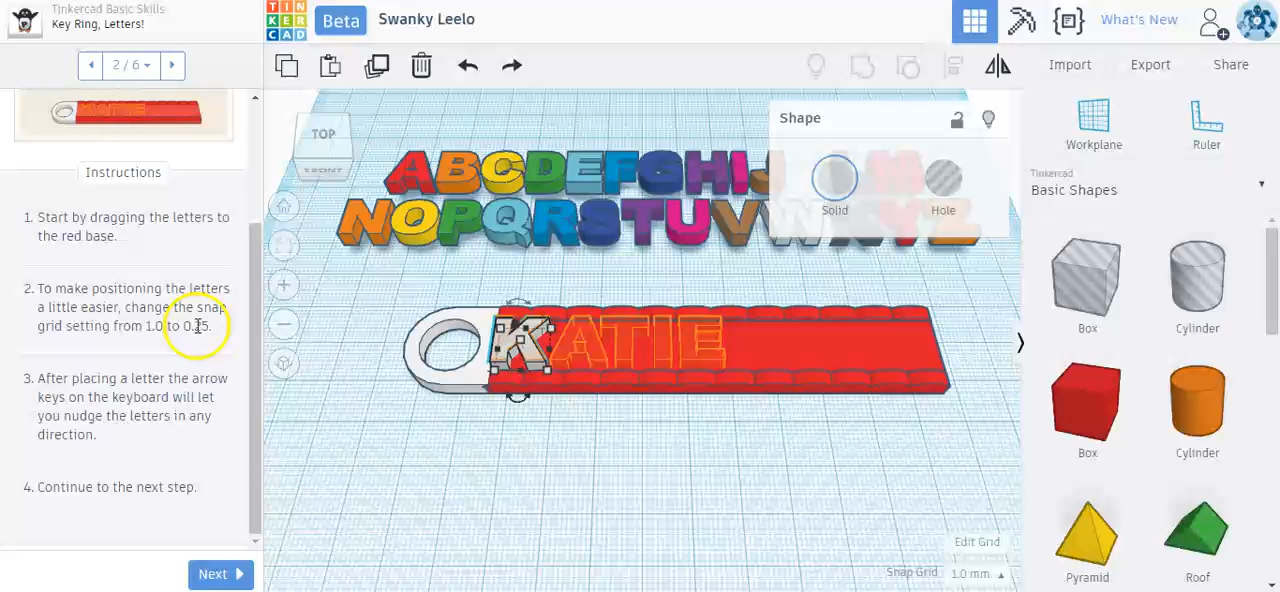 Tinkercad Basic Skills
Key Ring, Letters!
TIN
KER
CAD
Beta
Swanky Leelo
What's New
2 / 6
Import
Export
Share
Instructions
1. Start by dragging the letters to
the red base.
2. To make positioning the letters
a little easier, change the snap
grid setting from 1.0 to 0.25.
3. After placing a letter the arrow
keys on the keyboard will let
you nudge the letters in any
direction.
4. Continue to the next step.
Next
TOP
FRONT
ABCDEFGHIJ
NOPQRSTUVWXYZ
KATIE
Shape
Solid
Hole
Edit Grid
Snap Grid
1.0 mm
Workplane
Ruler
Tinkercad
Basic Shapes
Box
Cylinder
Box
Cylinder
Pyramid
Roof